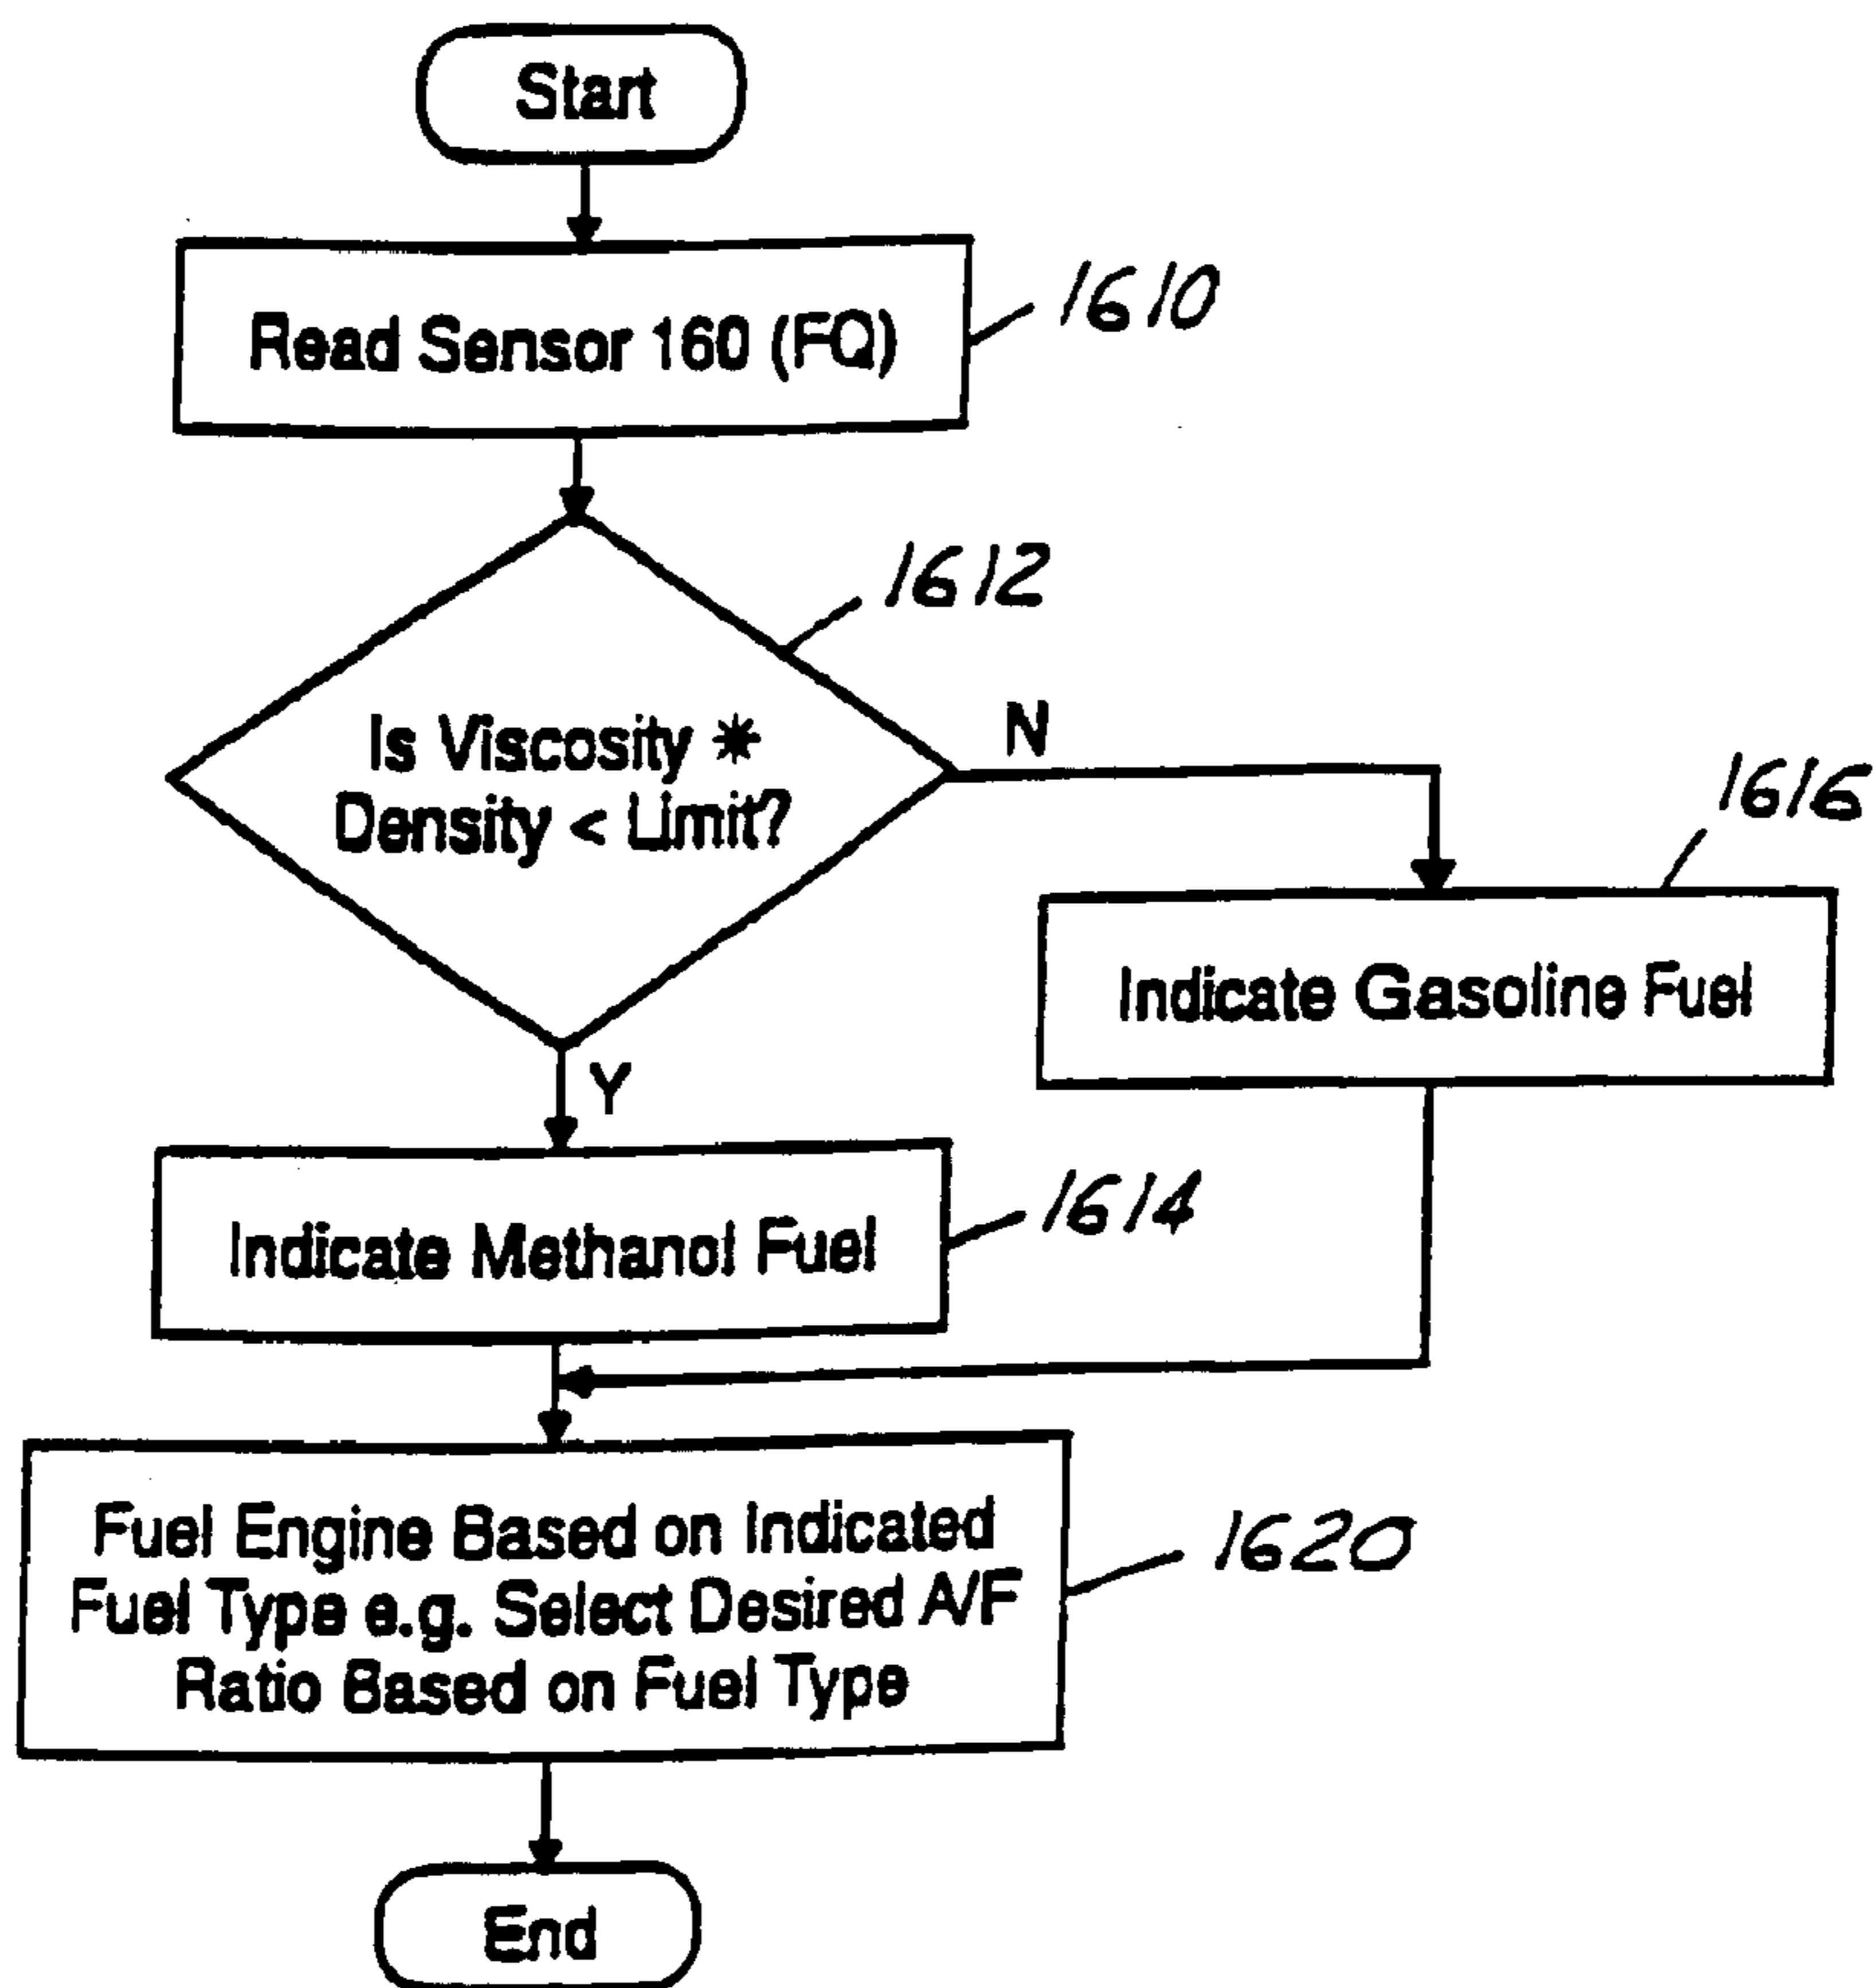 Start
Read Sensor 160 (FQ)
1610
1612
Is Viscosity *
Density < Limit?
N
1616
Indicate Gasoline Fuel
Y
Indicate Methanol Fuel
1614
Fuel Engine Based on Indicated
Fuel Type e.g. Select Desired A/F
Ratio Based on Fuel Type
1620
End